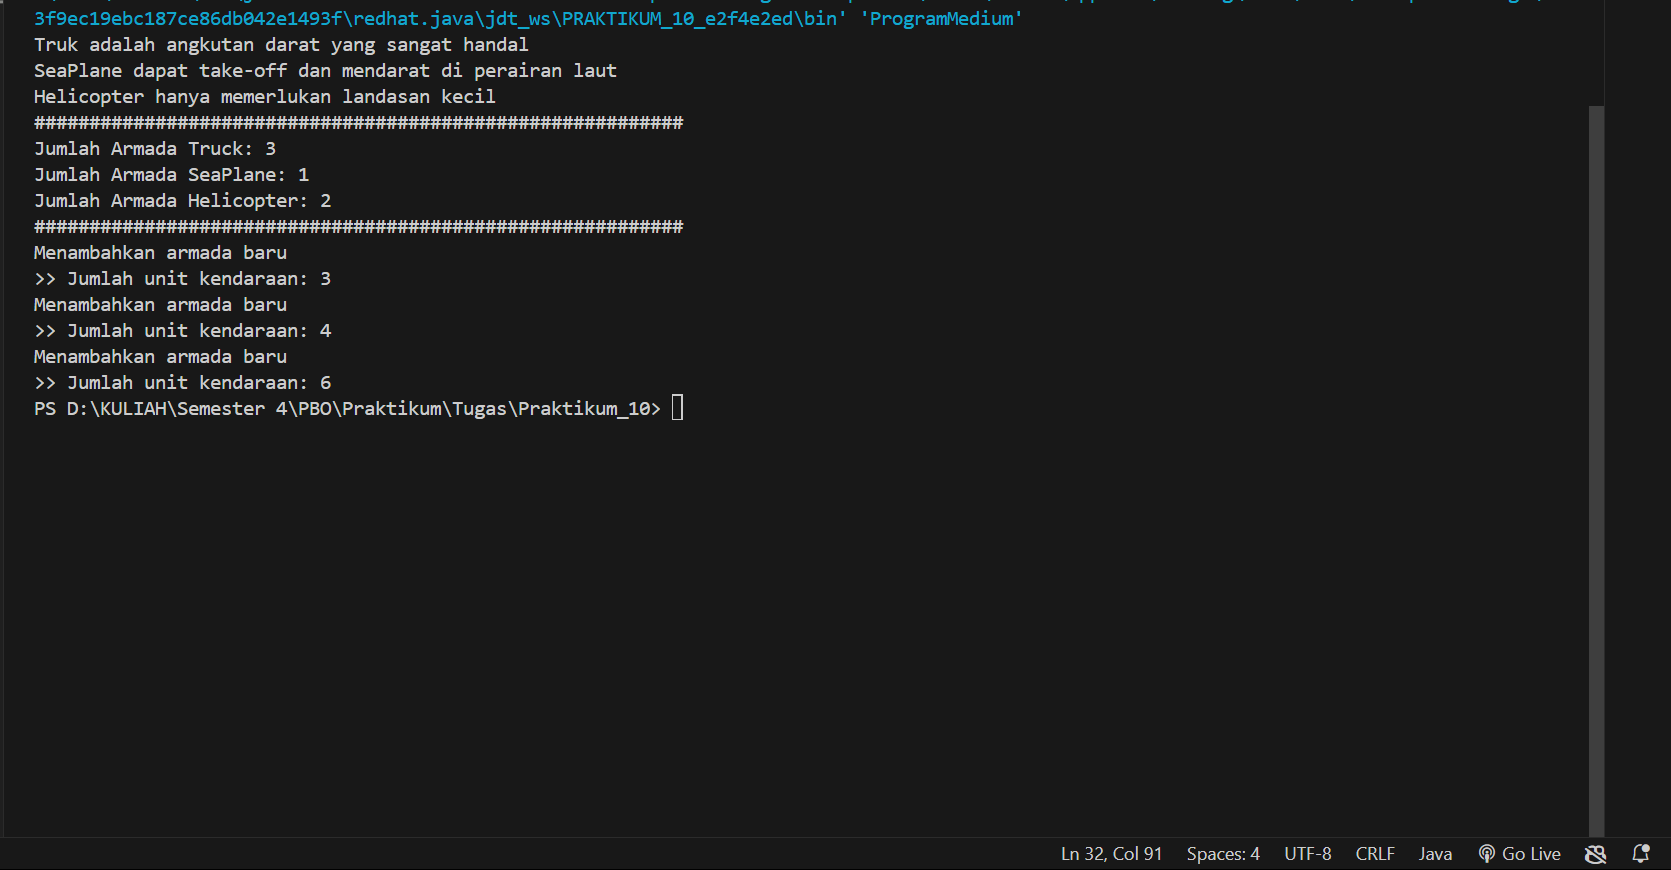 3f9ec19ebc187ce86db042e1493f\redhat.java\jdt_ws\PRAKTIKUM_10_e2f4e2ed\bin' 'ProgramMedium'
Truk adalah angkutan darat yang sangat handal
SeaPlane dapat take-off dan mendarat di perairan laut
Helicopter hanya memerlukan landasan kecil
###########################################################
Jumlah Armada Truck: 3
Jumlah Armada SeaPlane: 1
Jumlah Armada Helicopter: 2
###########################################################
Menambahkan armada baru
>> Jumlah unit kendaraan: 3
Menambahkan armada baru
>> Jumlah unit kendaraan: 4
Menambahkan armada baru
>> Jumlah unit kendaraan: 6
PS D:\KULIAH\Semester 4\PBO\Praktikum\Tugas\Praktikum_10>
Ln 32, Col 91 Spaces: 4 UTF-8 CRLF Java Go Live